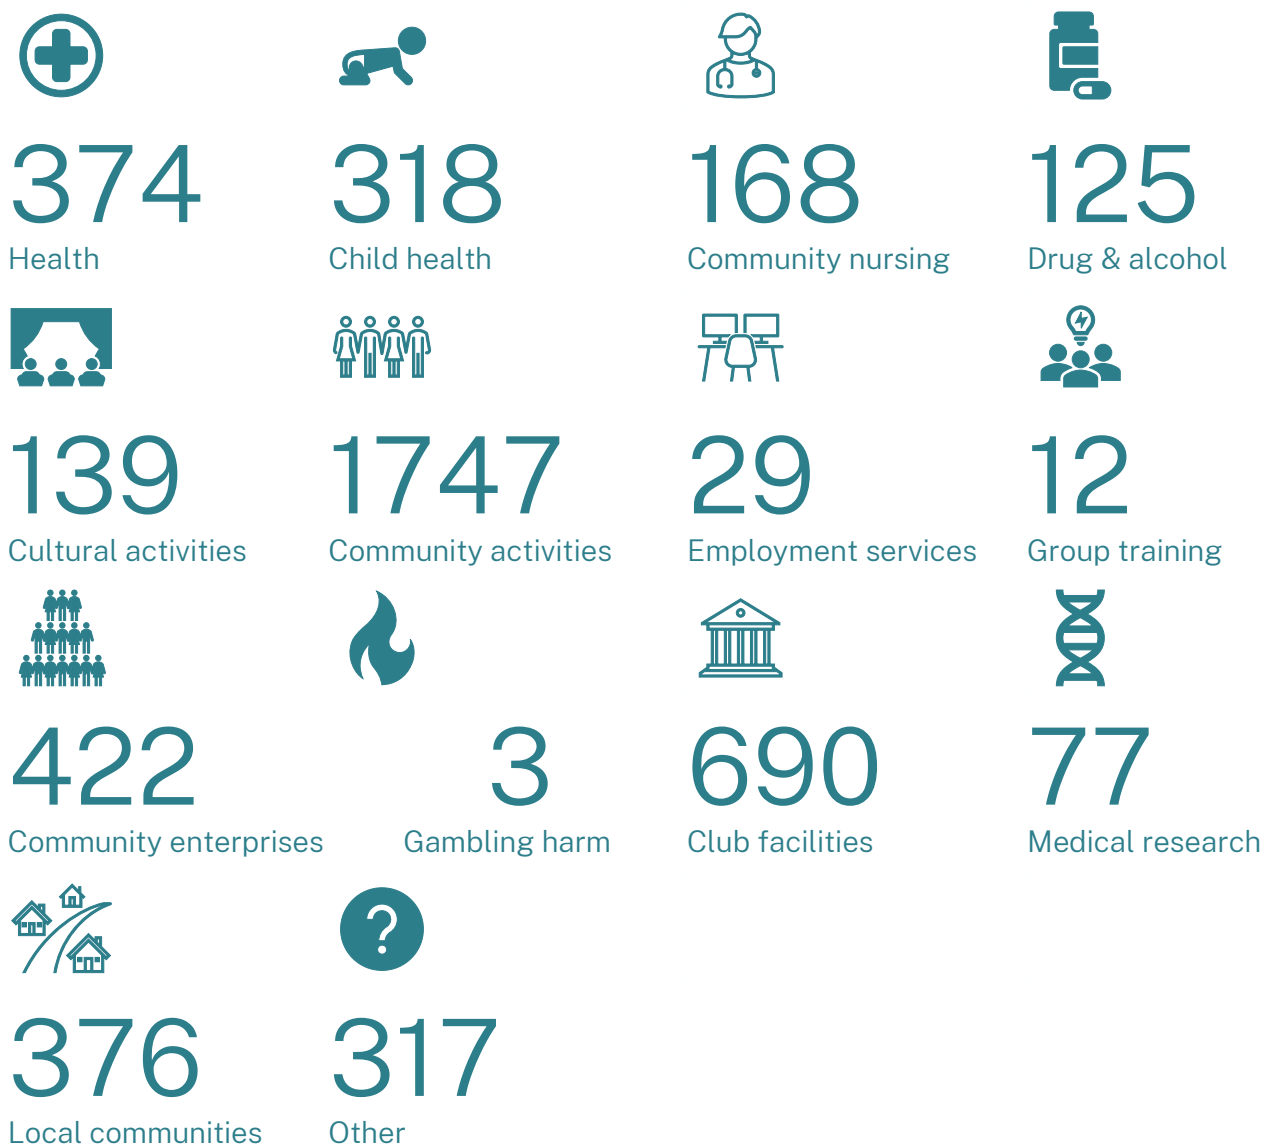 374 318 168 125
Health Child health Community nursing Drug & alcohol
139 1747 29 12
Cultural activities Community activities Employment services Group training
422 3 690 77
Community enterprises Gambling harm Club facilities Medical research
?
376 317
Local communities Other